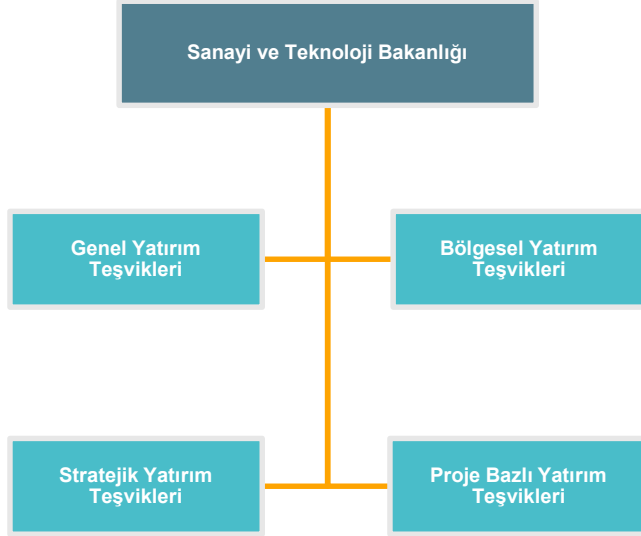 Sanayi ve Teknoloji Bakanlığı
Genel Yatırım
Teşvikleri
Bölgesel Yatırım
Teşvikleri
Stratejik Yatırım
Teşvikleri
Proje Bazlı Yatırım
Teşvikleri